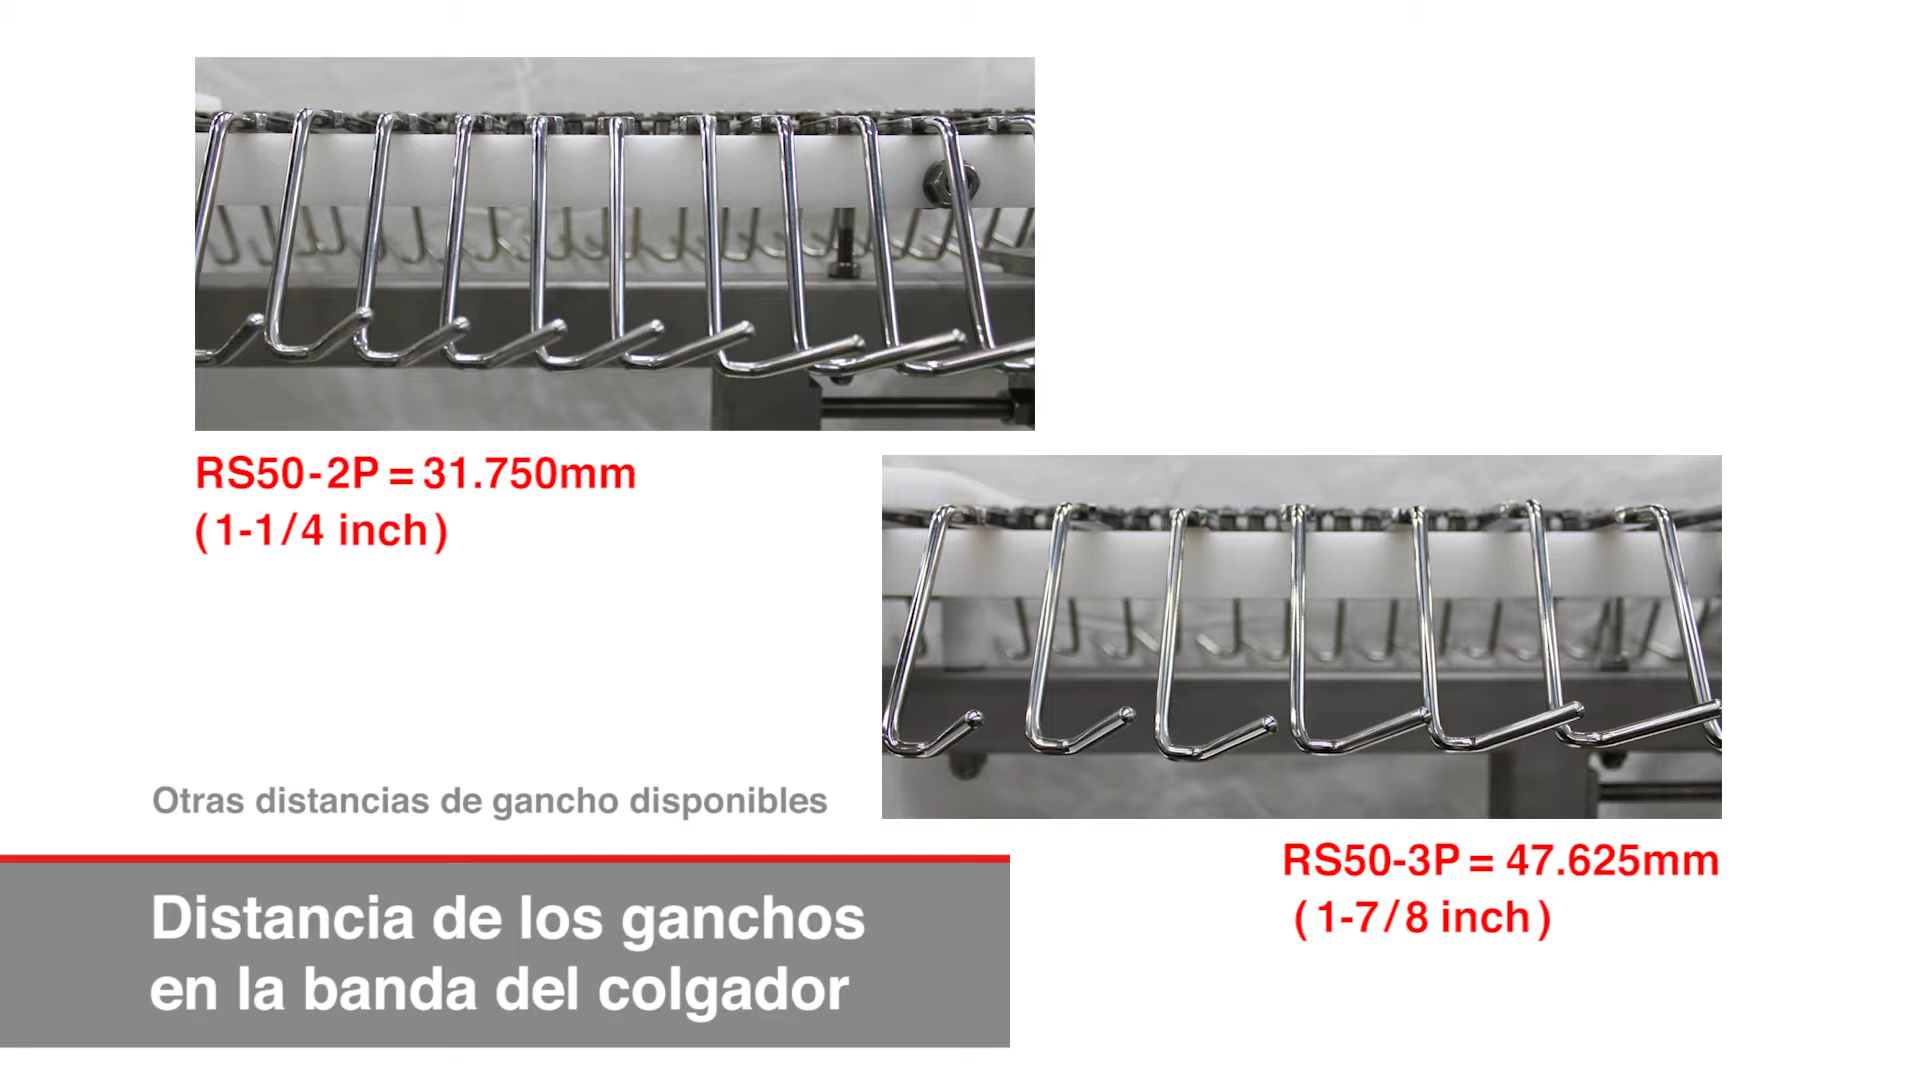 RS50-2P = 31.750mm
(1-1/4 inch)
RS50-3P = 47.625mm
(1-7/8 inch)
Otras distancias de gancho disponibles
Distancia de los ganchos
en la banda del colgador